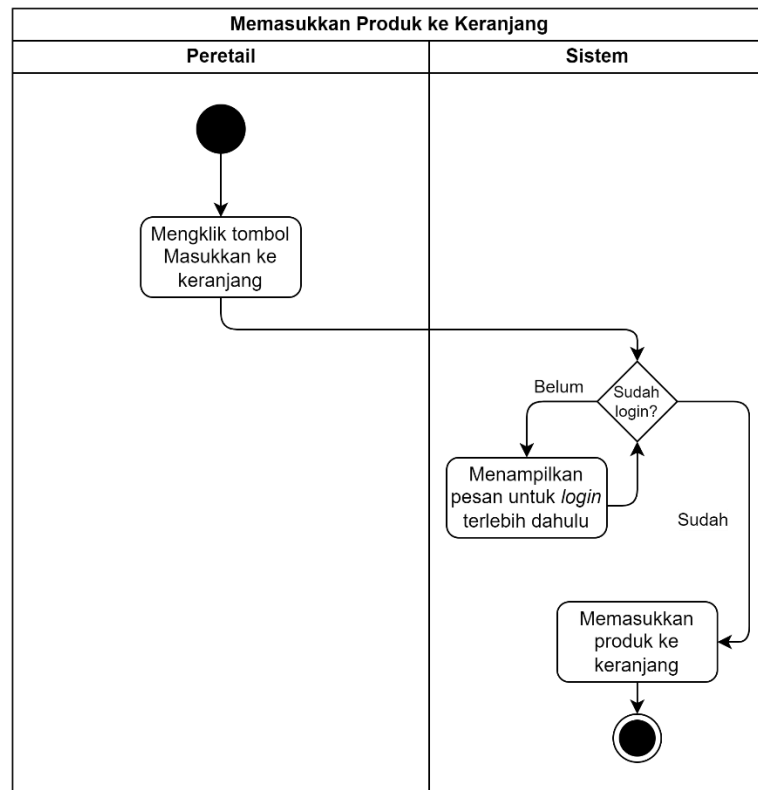 Memasukkan Produk ke Keranjang
Peretail
Sistem
Mengklik tombol
Masukkan ke
keranjang
Belum
Sudah
login?
Menampilkan
pesan untuk login
terlebih dahulu
Sudah
Memasukkan
produk ke
keranjang